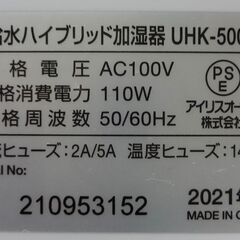 給水ハイブリッド加湿器 UHK-500
格電圧 AC100V
格消費電力 110W
格周波数 50/60Hz
PS
E
アイリスオー
株式会社
ヒューズ:2A/5A 温度ヒューズ:14
ial No:
210953152
2021年
MADE IN C